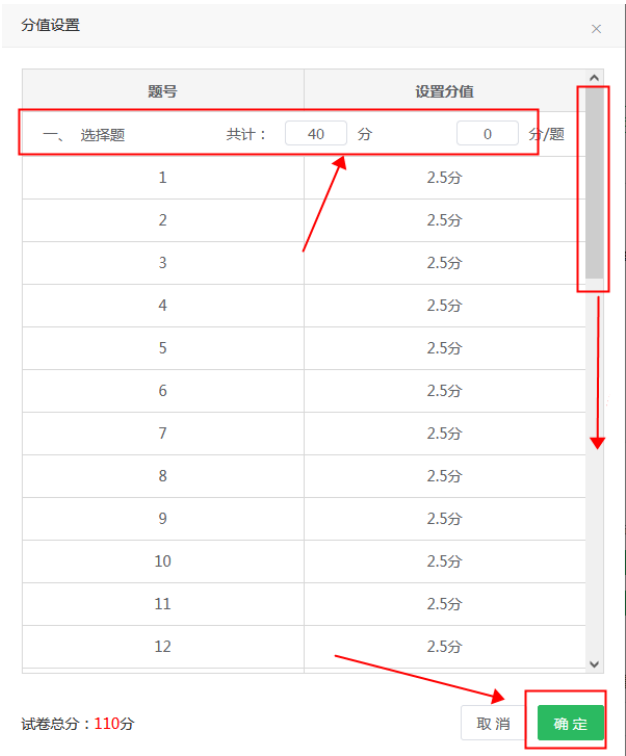 分值设置 ×
题号 设置分值
一、 选择题 共计： 40 分 0 分/题
1 2.5分
2 2.5分
3 2.5分
4 2.5分
5 2.5分
6 2.5分
7 2.5分
8 2.5分
9 2.5分
10 2.5分
11 2.5分
12 2.5分
试卷总分：110分 取消 确定